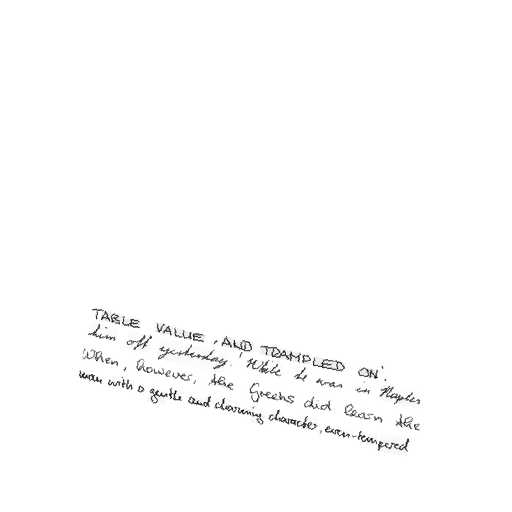 TABLE VALUE, AND TRAMPLED ON'.
him off yesterday. While he was in Naples
When, however, the Greeks did learn the
man with a gentle and charming character, even-tempered